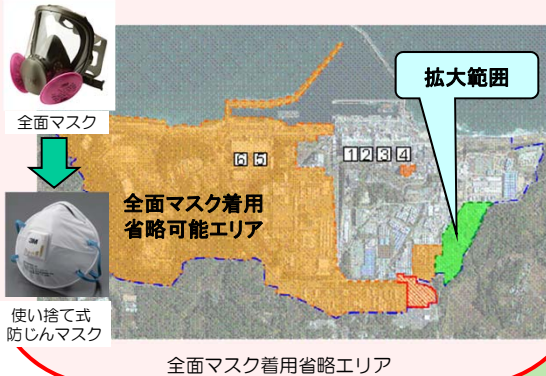 全面マスク
拡大範囲
6 5
1 2 3 4
全面マスク着用
省略可能エリア
3M
使い捨て式
防じんマスク
全面マスク着用省略エリア